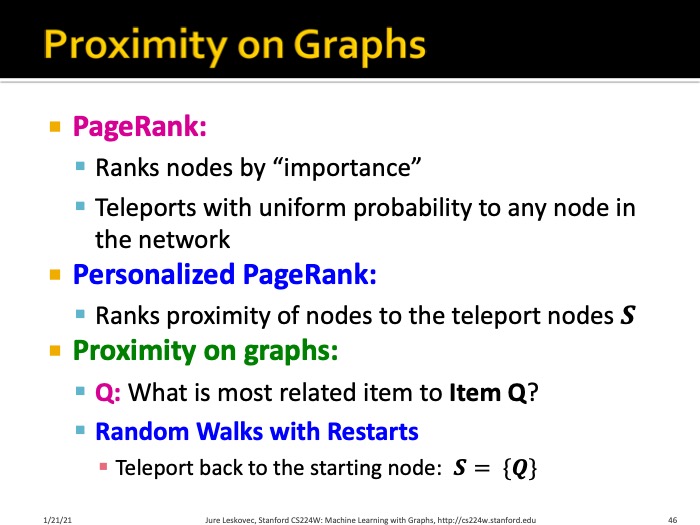 Proximity on Graphs
PageRank:
Ranks nodes by “importance”
Teleports with uniform probability to any node in
the network
Personalized PageRank:
Ranks proximity of nodes to the teleport nodes S
Proximity on graphs:
Q: What is most related item to Item Q?
Random Walks with Restarts
Teleport back to the starting node: S = {Q}
1/21/21 Jure Leskovec, Stanford CS224W: Machine Learning with Graphs, http://cs224w.stanford.edu 46